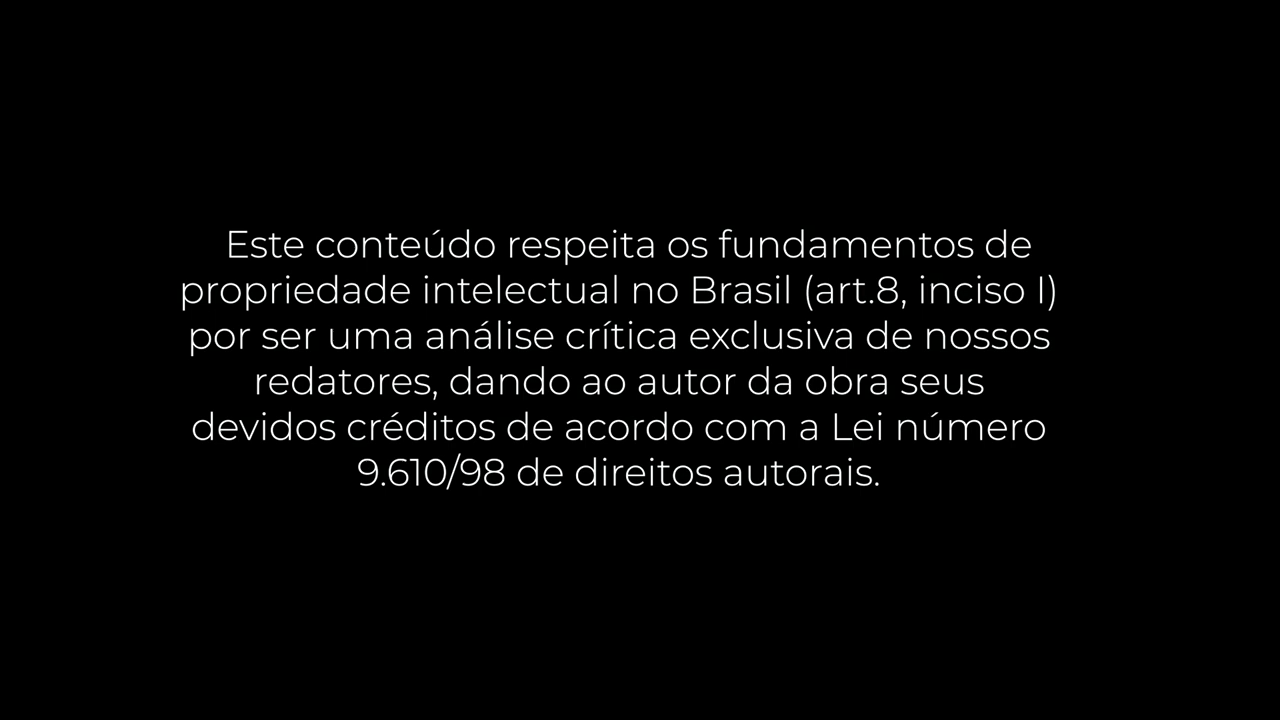 Este conteúdo respeita os fundamentos de
propriedade intelectual no Brasil (art.8, inciso I)
por ser uma análise crítica exclusiva de nossos
redatores, dando ao autor da obra seus
devidos créditos de acordo com a Lei número
9.610/98 de direitos autorais.